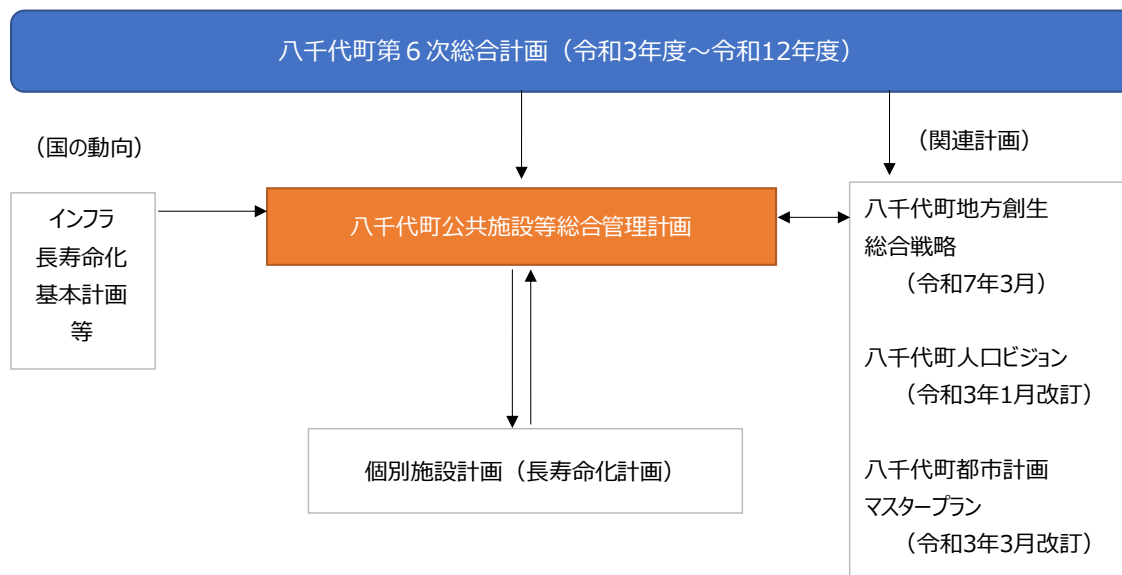 八千代町第６次総合計画（令和3年度～令和12年度）
（国の動向）
（関連計画）
インフラ
長寿命化
基本計画
等
八千代町公共施設等総合管理計画
八千代町地方創生
総合戦略
（令和7年3月）
八千代町人口ビジョン
（令和3年1月改訂）
八千代町都市計画
マスタープラン
（令和3年3月改訂）
個別施設計画（長寿命化計画）